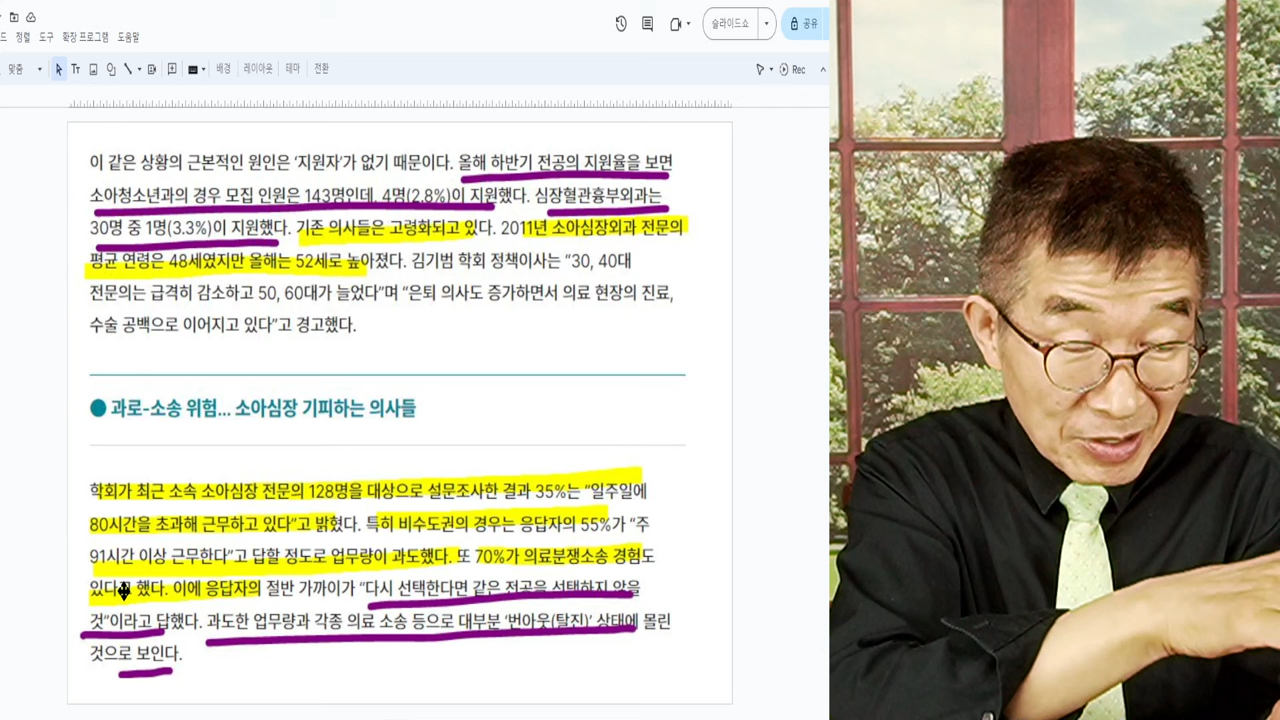 정렬 도구 확장 프로그램 도움말
슬라이드쇼
공유
맞춤
Tт
배경 레이아웃 테마 전환
Rec
이 같은 상황의 근본적인 원인은 ‘지원자’가 없기 때문이다. 올해 하반기 전공의 지원율을 보면
소아청소년과의 경우 모집 인원은 143명인데, 4명(2.8%)이 지원했다. 심장혈관흉부외과는
30명 중 1명(3.3%)이 지원했다. 기존 의사들은 고령화되고 있다. 2011년 소아심장외과 전문의
평균 연령은 48세였지만 올해는 52세로 높아졌다. 김기범 학회 정책이사는 “30, 40대
전문의는 급격히 감소하고 50, 60대가 늘었다”며 “은퇴 의사도 증가하면서 의료 현장의 진료,
수술 공백으로 이어지고 있다”고 경고했다.
● 과로-소송 위험... 소아심장 기피하는 의사들
학회가 최근 소속 소아심장 전문의 128명을 대상으로 설문조사한 결과 35%는 “일주일에
80시간을 초과해 근무하고 있다”고 밝혔다. 특히 비수도권의 경우는 응답자의 55%가 “주
91시간 이상 근무한다”고 답할 정도로 업무량이 과도했다. 또 70%가 의료분쟁소송 경험도
있다 했다. 이에 응답자의 절반 가까이가 “다시 선택한다면 같은 전공을 선택하지 않을
것”이라고 답했다. 과도한 업무량과 각종 의료 소송 등으로 대부분 ‘번아웃(탈진)’ 상태에 몰린
것으로 보인다.